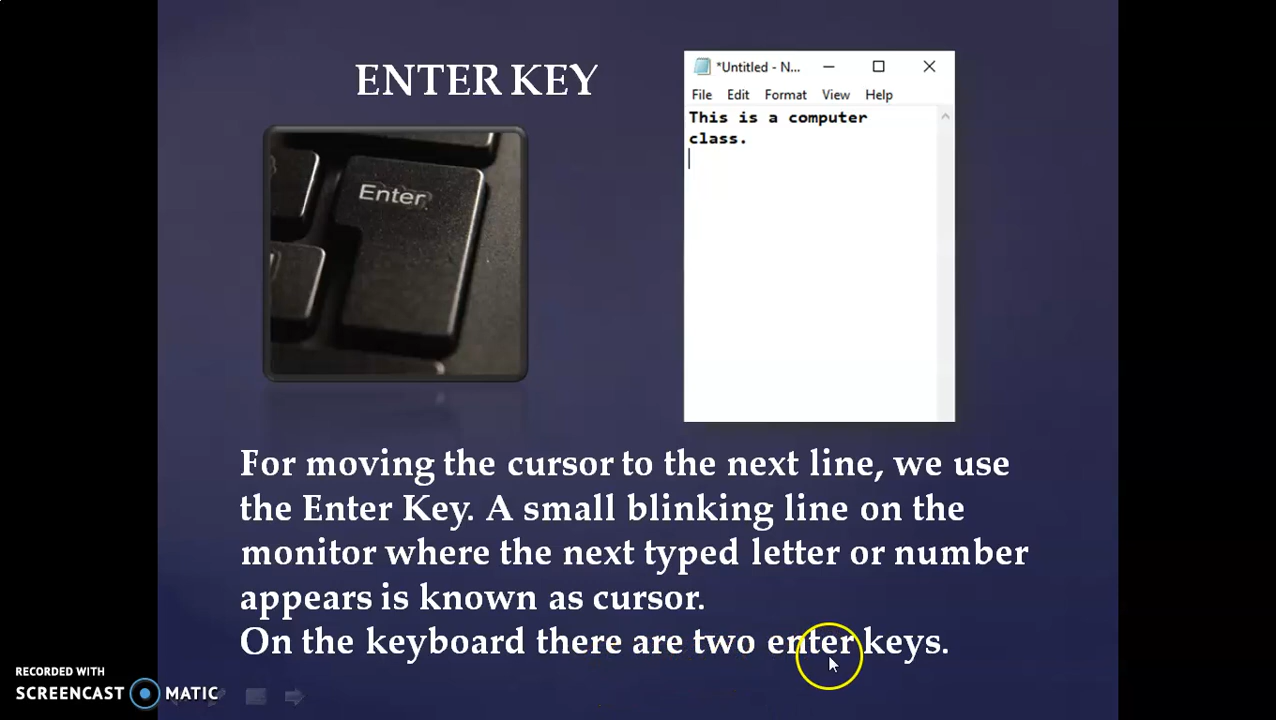 ENTER KEY
Enter
*Untitled - N...
File Edit Format View Help
This is a computer
class.
For moving the cursor to the next line, we use
the Enter Key. A small blinking line on the
monitor where the next typed letter or number
appears is known as cursor.
On the keyboard there are two enter keys.
RECORDED WITH
SCREENCAST MATIC